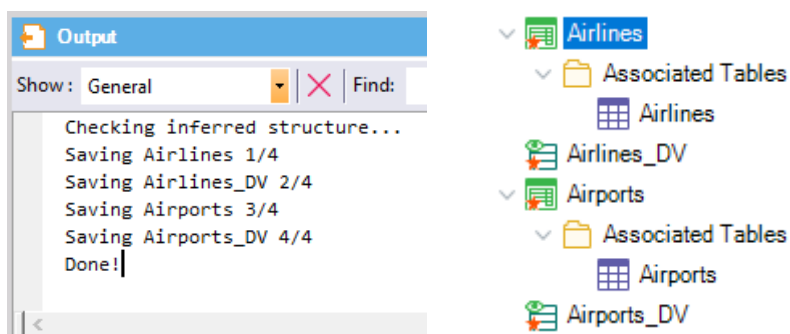 Output
Show: General Find:
Checking inferred structure...
Saving Airlines 1/4
Saving Airlines_DV 2/4
Saving Airports 3/4
Saving Airports_DV 4/4
Done!
Airlines
Associated Tables
Airlines
Airlines_DV
Airports
Associated Tables
Airports
Airports_DV